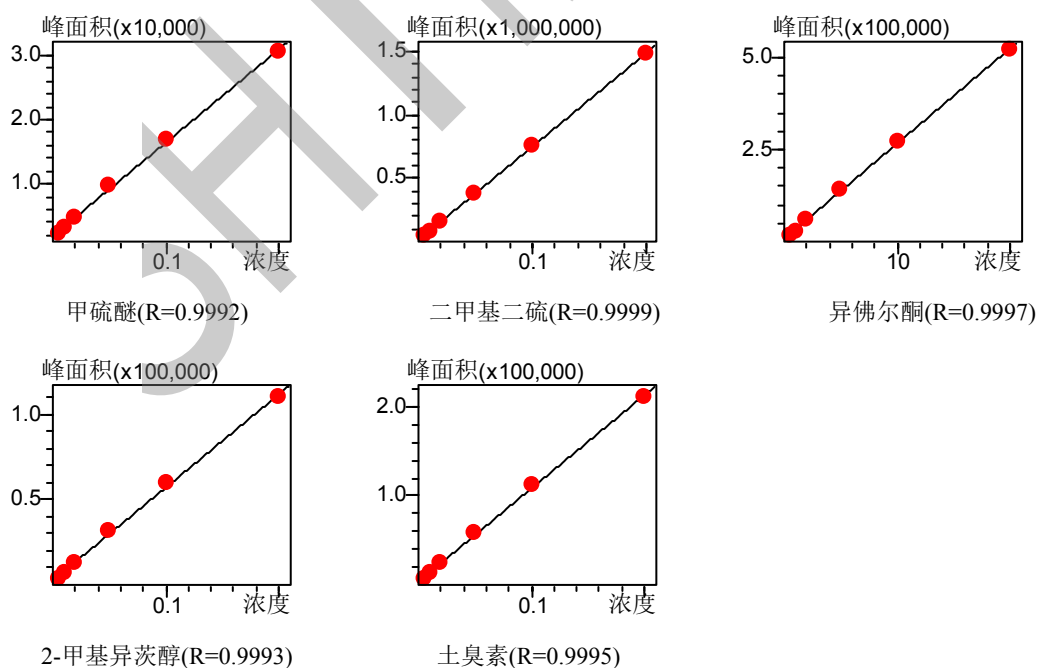 峰面积(x10,000)
3.0
2.0
1.0
0.1
浓度
甲硫醚(R=0.9992)
峰面积(x1,000,000)
1.5
1.0
0.5
0.1
浓度
二甲基二硫(R=0.9999)
峰面积(x100,000)
5.0
2.5
10
浓度
异佛尔酮(R=0.9997)
峰面积(x100,000)
1.0
0.5
0.1
浓度
2-甲基异茨醇(R=0.9993)
峰面积(x100,000)
2.0
1.0
0.1
浓度
土臭素(R=0.9995)